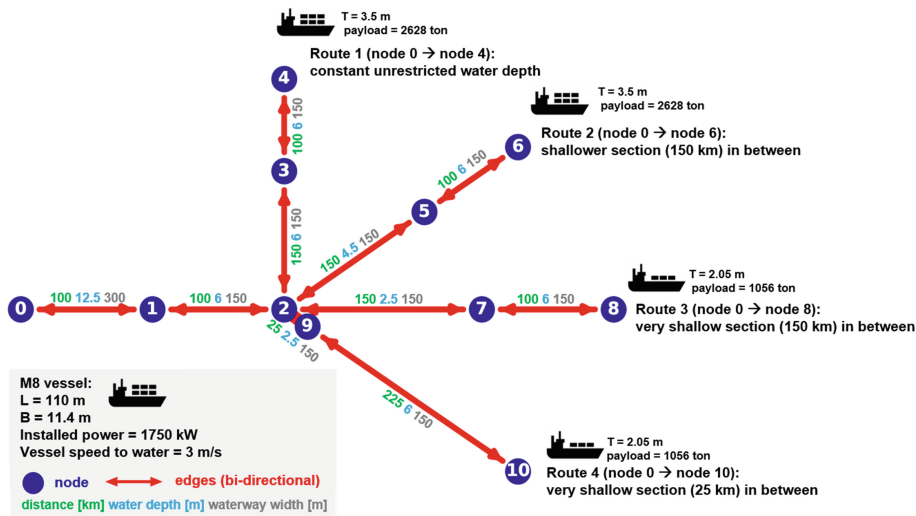 T = 3.5 m
payload = 2628 ton
Route 1 (node 0 → node 4):
constant unrestricted water depth
4
100 6 150
3
150 6 150
T = 3.5 m
payload = 2628 ton
Route 2 (node 0 → node 6):
shallower section (150 km) in between
6
100 6 150
5
150 4.5 150
0
100 12.5 300
1
100 6 150
2
150 2.5 150
7
100 6 150
8
T = 2.05 m
payload = 1056 ton
Route 3 (node 0 → node 8):
very shallow section (150 km) in between
9
25 2.5 150
225 6 150
10
T = 2.05 m
payload = 1056 ton
Route 4 (node 0 → node 10):
very shallow section (25 km) in between
M8 vessel:
L = 110 m
B = 11.4 m
Installed power = 1750 kW
Vessel speed to water = 3 m/s
node
edges (bi-directional)
distance [km] water depth [m] waterway width [m]